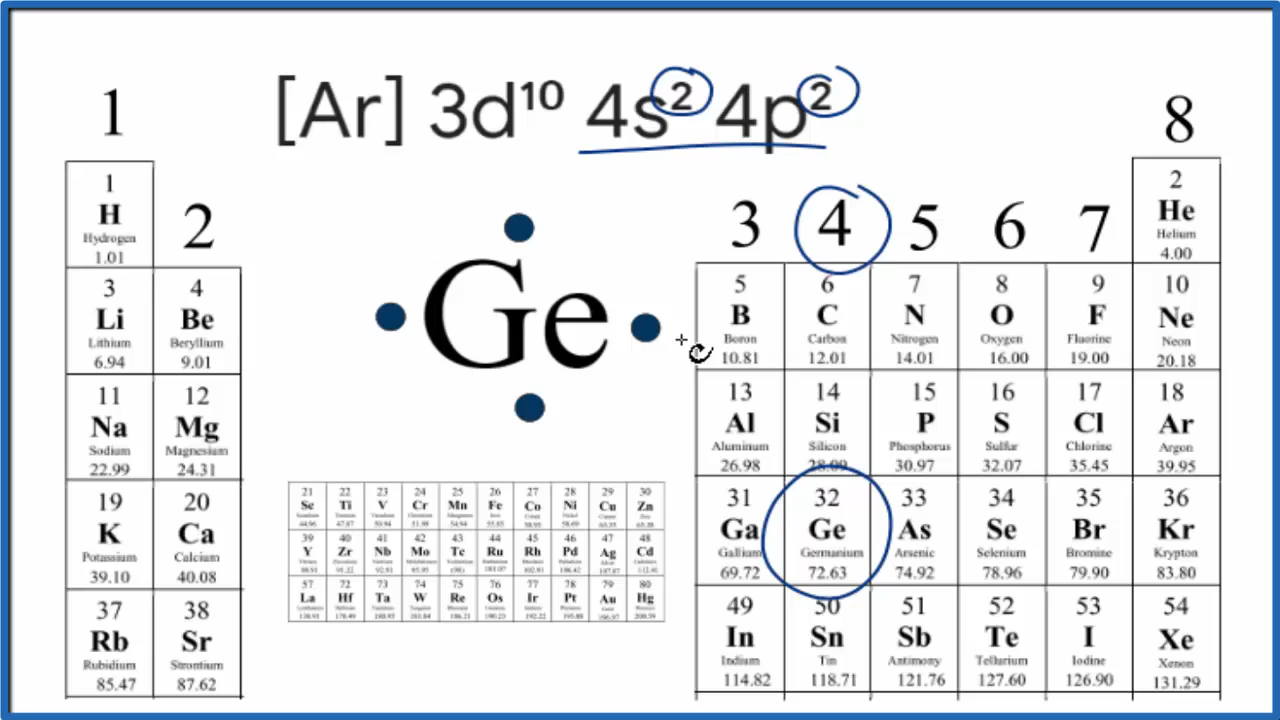 [Ar] 3d¹⁰ 4s² 4p²
1
8
2
3 4 5 6 7
Ge
1
H
Hydrogen
1.01
2
He
Helium
4.00
3 4
Li Be
Lithium Beryllium
6.94 9.01
5 6 7 8 9 10
B C N O F Ne
Boron Carbon Nitrogen Oxygen Fluorine Neon
10.81 12.01 14.01 16.00 19.00 20.18
11 12
Na Mg
Sodium Magnesium
22.99 24.31
13 14 15 16 17 18
Al Si P S Cl Ar
Aluminum Silicon Phosphorus Sulfur Chlorine Argon
26.98 28.09 30.97 32.07 35.45 39.95
19 20
K Ca
Potassium Calcium
39.10 40.08
21 22 23 24 25 26 27 28 29 30
Sc Ti V Cr Mn Fe Co Ni Cu Zn
39 40 41 42 43 44 45 46 47 48
Y Zr Nb Mo Tc Ru Rh Pd Ag Cd
57 72 73 74 75 76 77 78 79 80
La Hf Ta W Re Os Ir Pt Au Hg
31 32 33 34 35 36
Ga Ge As Se Br Kr
Gallium Germanium Arsenic Selenium Bromine Krypton
69.72 72.63 74.92 78.96 79.90 83.80
37 38
Rb Sr
Rubidium Strontium
85.47 87.62
49 50 51 52 53 54
In Sn Sb Te I Xe
Indium Tin Antimony Tellurium Iodine Xenon
114.82 118.71 121.76 127.60 126.90 131.29